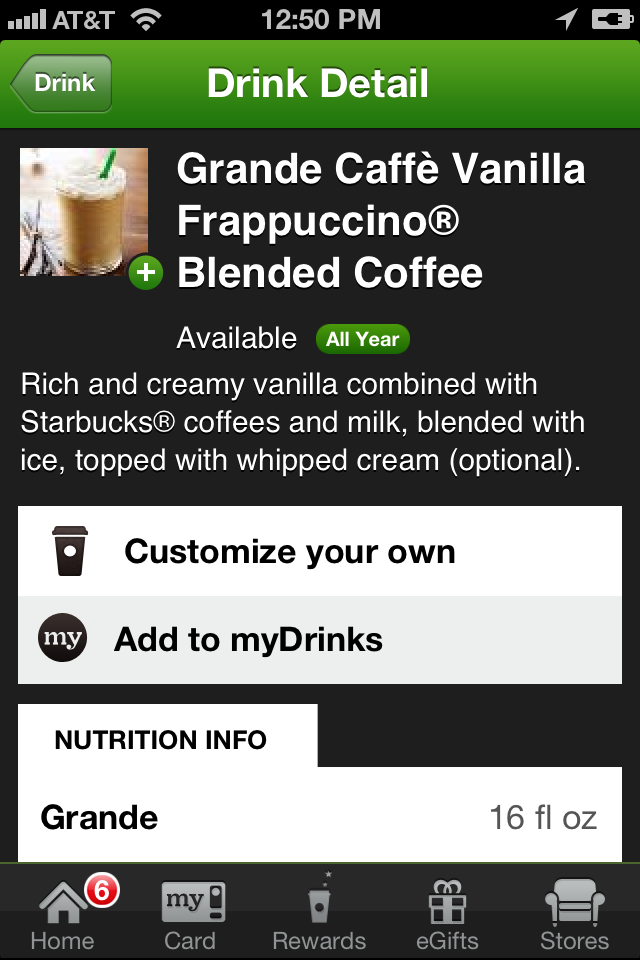 AT&T 12:50 PM
Drink Drink Detail
Grande Caffè Vanilla
Frappuccino®
Blended Coffee
Available All Year
Rich and creamy vanilla combined with
Starbucks® coffees and milk, blended with
ice, topped with whipped cream (optional).
Customize your own
my Add to myDrinks
NUTRITION INFO
Grande 16 fl oz
6
my
Home Card Rewards eGifts Stores